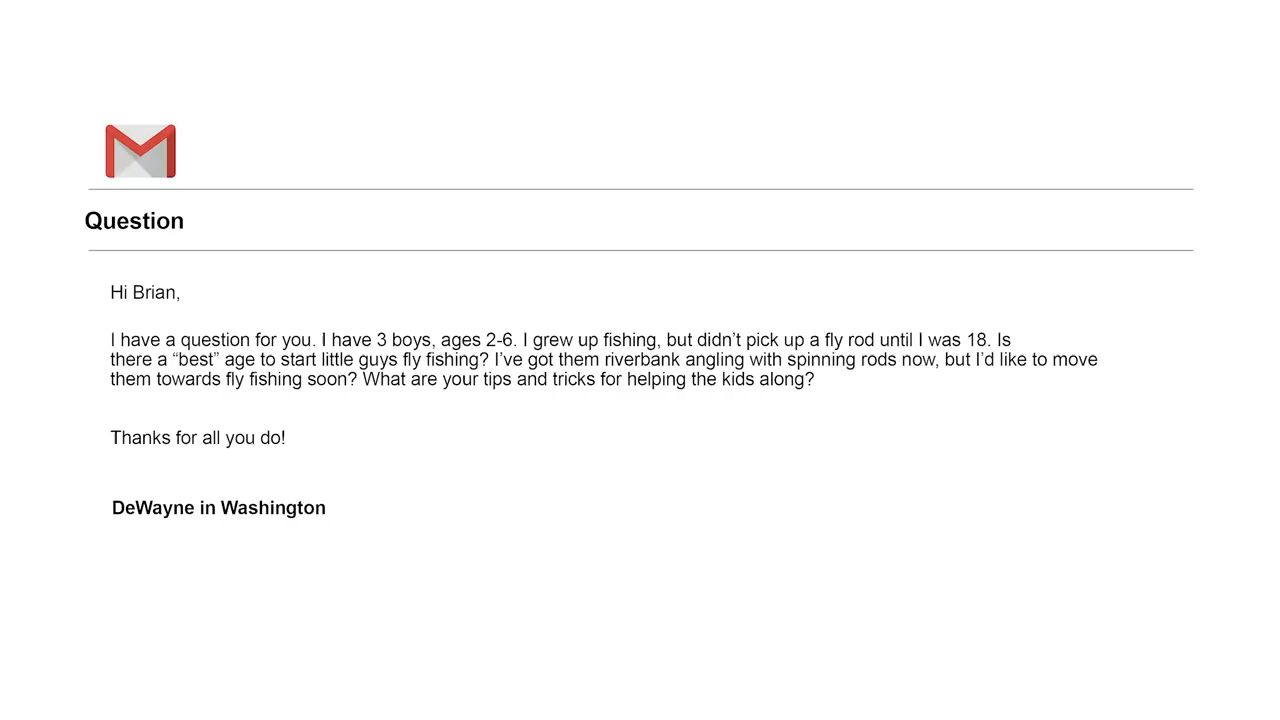 Question
Hi Brian,
I have a question for you. I have 3 boys, ages 2-6. I grew up fishing, but didn’t pick up a fly rod until I was 18. Is
there a “best” age to start little guys fly fishing? I’ve got them riverbank angling with spinning rods now, but I’d like to move
them towards fly fishing soon? What are your tips and tricks for helping the kids along?
Thanks for all you do!
DeWayne in Washington